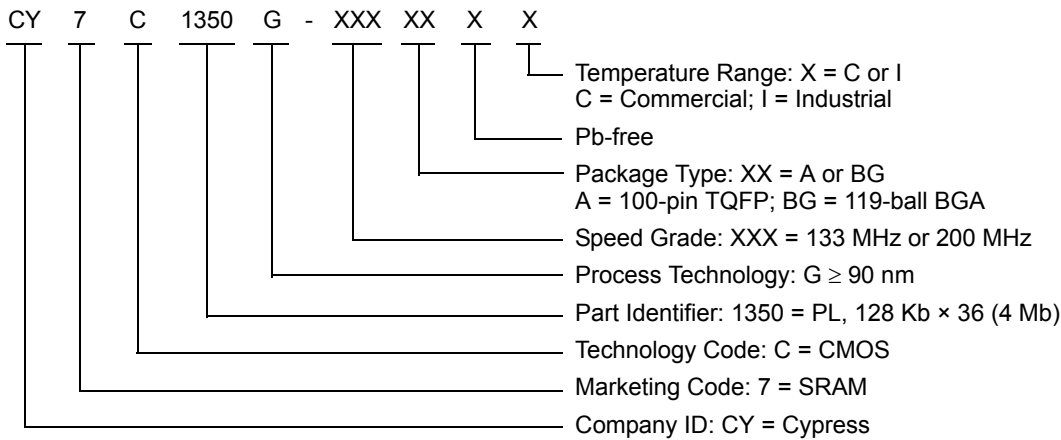 CY 7 C 1350 G - XXX XX X X
Temperature Range: X = C or I
C = Commercial; I = Industrial
Pb-free
Package Type: XX = A or BG
A = 100-pin TQFP; BG = 119-ball BGA
Speed Grade: XXX = 133 MHz or 200 MHz
Process Technology: G ≥ 90 nm
Part Identifier: 1350 = PL, 128 Kb × 36 (4 Mb)
Technology Code: C = CMOS
Marketing Code: 7 = SRAM
Company ID: CY = Cypress